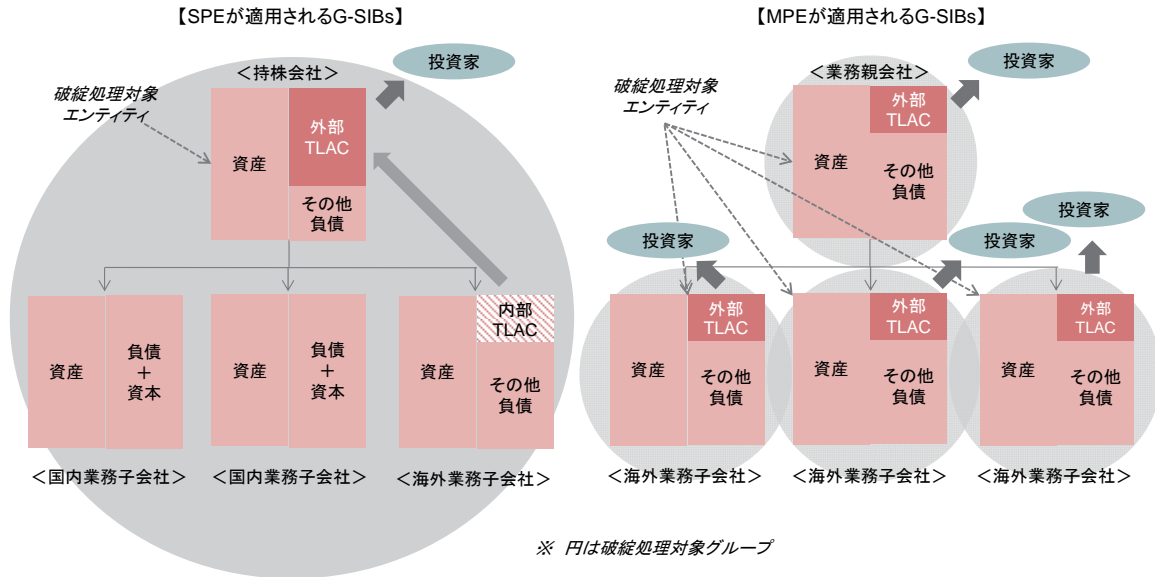 【SPEが適用されるG-SIBs】
投資家
＜持株会社＞
破綻処理対象
エンティティ
資産
外部
TLAC
その他
負債
資産
負債
＋
資本
資産
負債
＋
資本
資産
内部
TLAC
その他
負債
＜国内業務子会社＞
＜国内業務子会社＞
＜海外業務子会社＞
【MPEが適用されるG-SIBs】
投資家
＜業務親会社＞
破綻処理対象
エンティティ
資産
外部
TLAC
その他
負債
投資家
投資家
投資家
資産
外部
TLAC
その他
負債
資産
外部
TLAC
その他
負債
資産
外部
TLAC
その他
負債
＜海外業務子会社＞
＜海外業務子会社＞
＜海外業務子会社＞
※ 円は破綻処理対象グループ